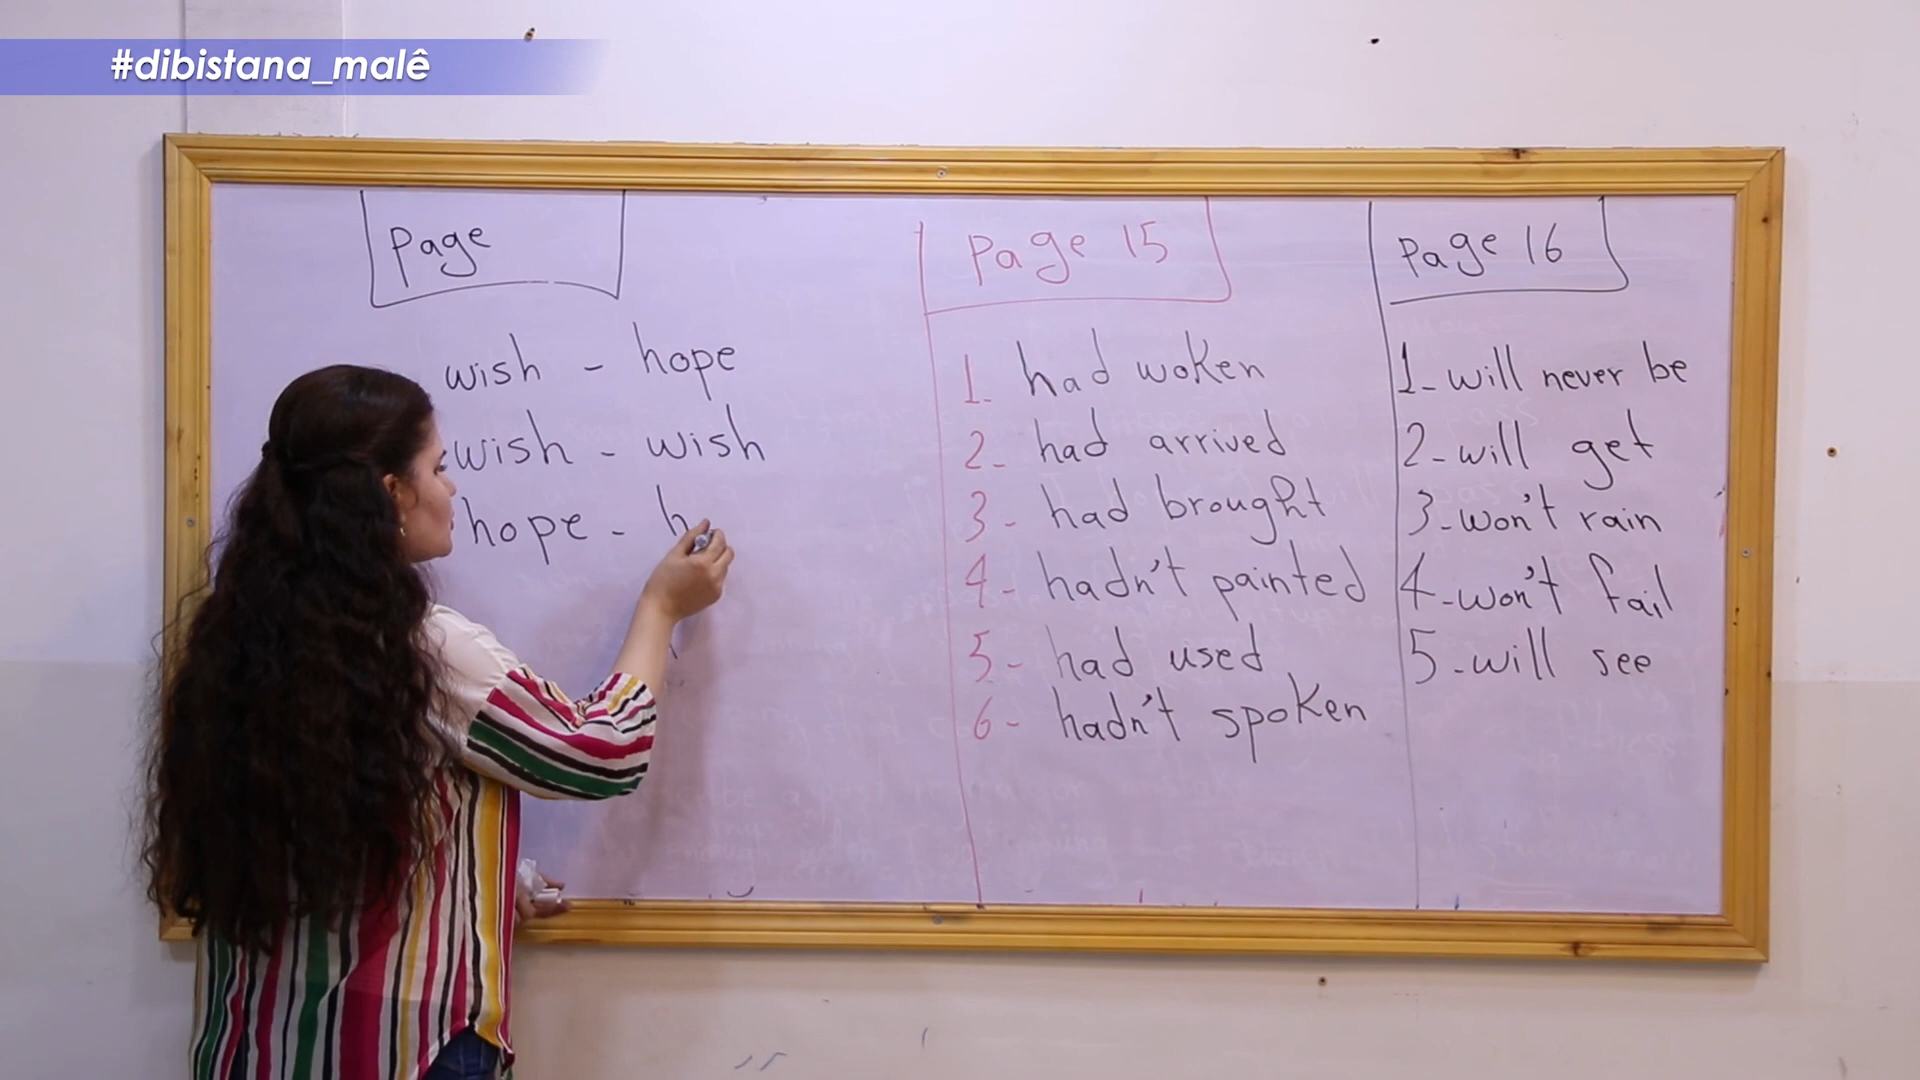 #dibistana_malê
Page
wish - hope
wish - wish
hope - h
Page 15
1- had woken
2- had arrived
3- had brought
4- hadn't painted
5- had used
6- hadn't spoken
Page 16
1- will never be
2- will get
3- won't rain
4- won't fail
5- will see